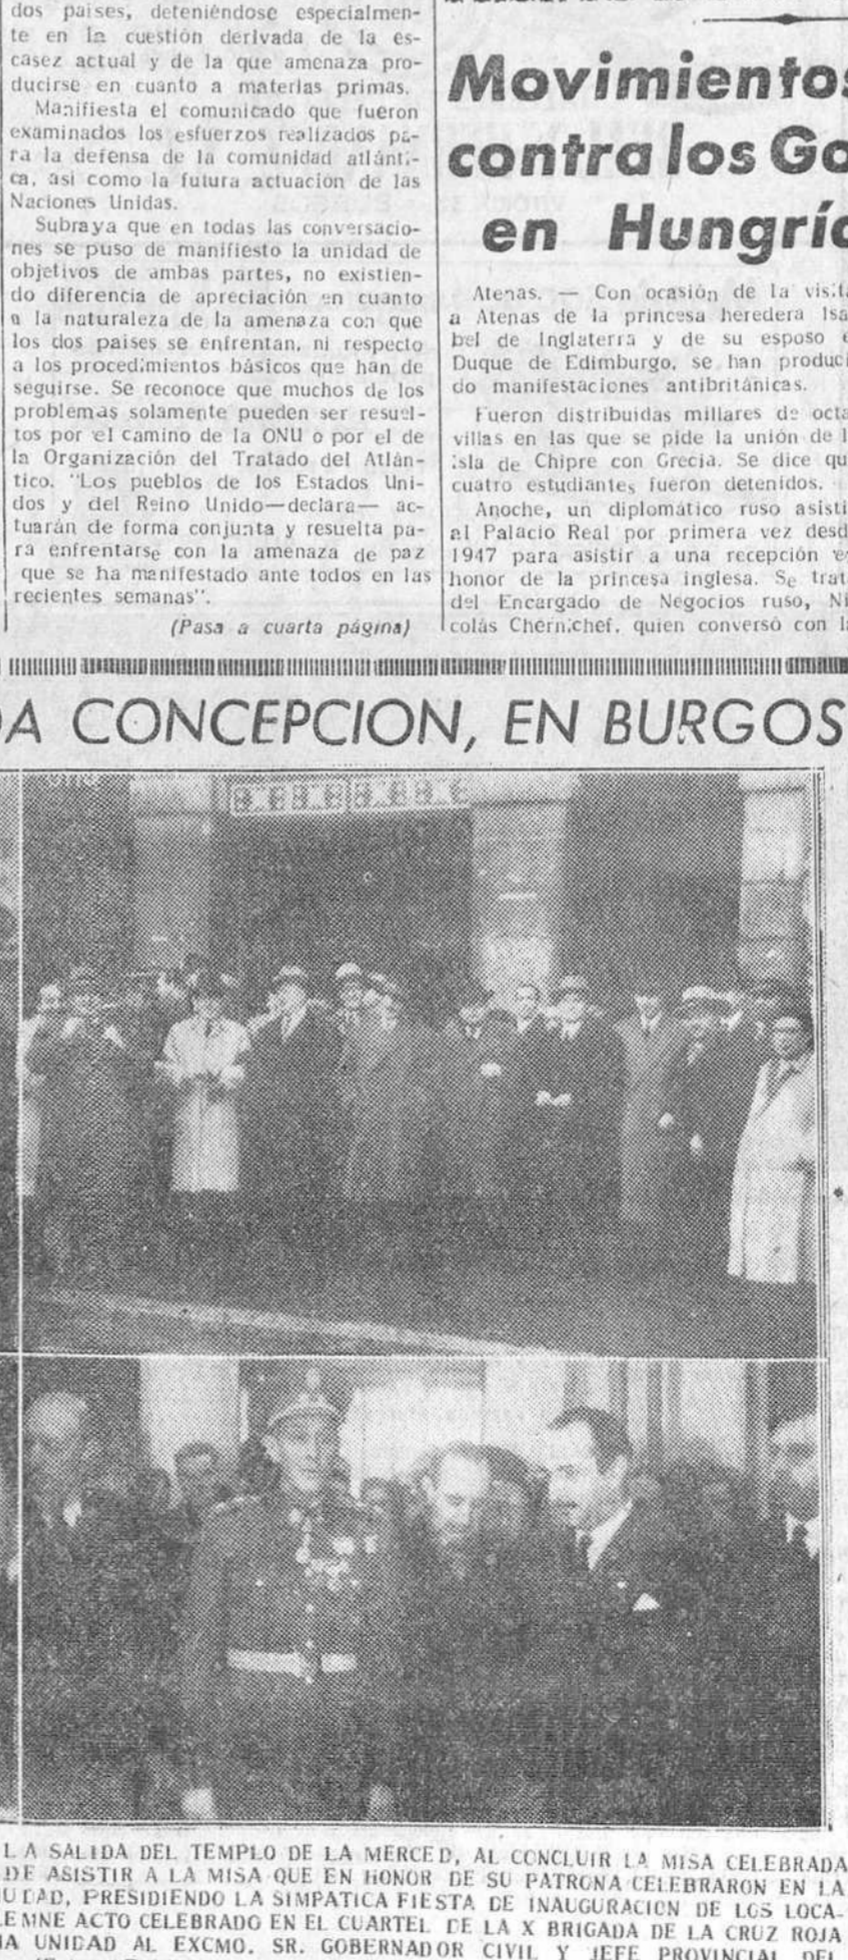 dos países, deteniéndose especialmen-
te en la cuestión derivada de la es-
casez actual y de la que amenaza pro-
ducirse en cuanto a materias primas.
Manifiesta el comunicado que fueron
examinados los esfuerzos realizados pa-
ra la defensa de la comunidad atlánti-
ca, asi como la futura actuación de las
Naciones Unidas.
Subraya que en todas las conversacio-
nes se puso de manifiesto la unidad de
objetivos de ambas partes, no existien-
do diferencia de apreciación en cuanto
a la naturaleza de la amenaza con que
los dos paises se enfrentan, ni respecto
a los procedimientos básicos que han de
seguirse. Se reconoce que muchos de los
problemas solamente pueden ser resuel-
tos por el camino de la ONU o por el de
la Organización del Tratado del Atlán-
tico. "Los pueblos de los Estados Uni-
dos y del Reino Unido—declara— ac-
tuarán de forma conjunta y resuelta pa-
ra enfrentarse con la amenaza de paz
que se ha manifestado ante todos en las
recientes semanas".
(Pasa a cuarta página)
Movimientos
contra los Go
en Hungría
Atenas. — Con ocasión de la visita
a Atenas de la princesa heredera Isa
bel de Inglaterra y de su esposo e
Duque de Edimburgo, se han produci
do manifestaciones antibritánicas.
Fueron distribuidas millares de octa
villas en las que se pide la unión de l
isla de Chipre con Grecia. Se dice qu
cuatro estudiantes fueron detenidos.
Anoche, un diplomático ruso asisti
al Palacio Real por primera vez desd
1947 para asistir a una recepción e
honor de la princesa inglesa. Se trat
del Encargado de Negocios ruso, Ni
colás Chernichef, quien conversó con l
DA CONCEPCION, EN BURGOS
L A SALIDA DEL TEMPLO DE LA MERCED, AL CONCLUIR LA MISA CELEBRADA
DE ASISTIR A LA MISA QUE EN HONOR DE SU PATRONA CELEBRARON EN LA
IUDAD, PRESIDIENDO LA SIMPATICA FIESTA DE INAUGURACION DE LOS LOCA-
LEMNE ACTO CELEBRADO EN EL CUARTEL DE LA X BRIGADA DE LA CRUZ ROJA
HA UNIDAD AL EXCMO. SR. GOBERNADOR CIVIL Y JEFE PROVINCIAL DEL